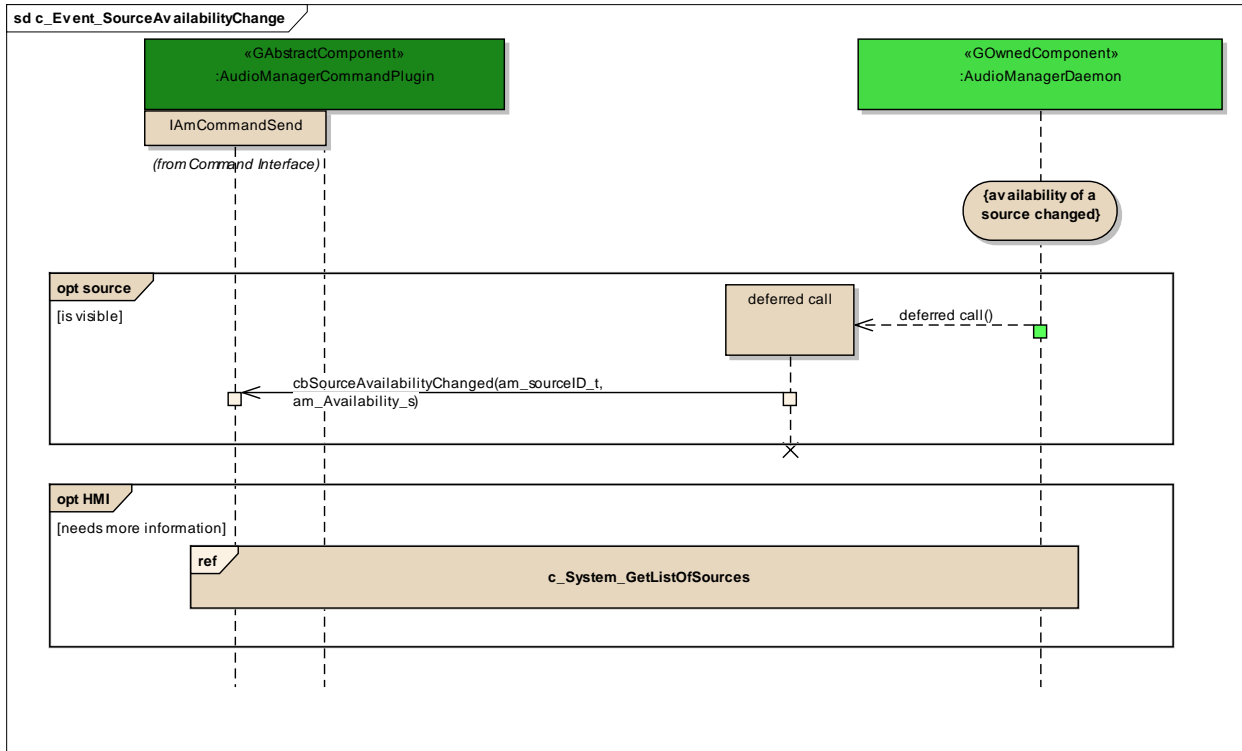 sd c_Event_SourceAvailabilityChange
«GAbstractComponent»
:AudioManagerCommandPlugin
«GOwnedComponent»
:AudioManagerDaemon
IAmCommandSend
(from Command Interface)
{availability of a
source changed}
opt source
[is visible]
deferred call
deferred call()
cbSourceAvailabilityChanged(am_sourceID_t,
am_Availability_s)
opt HMI
[needs more information]
ref
c_System_GetListOfSources